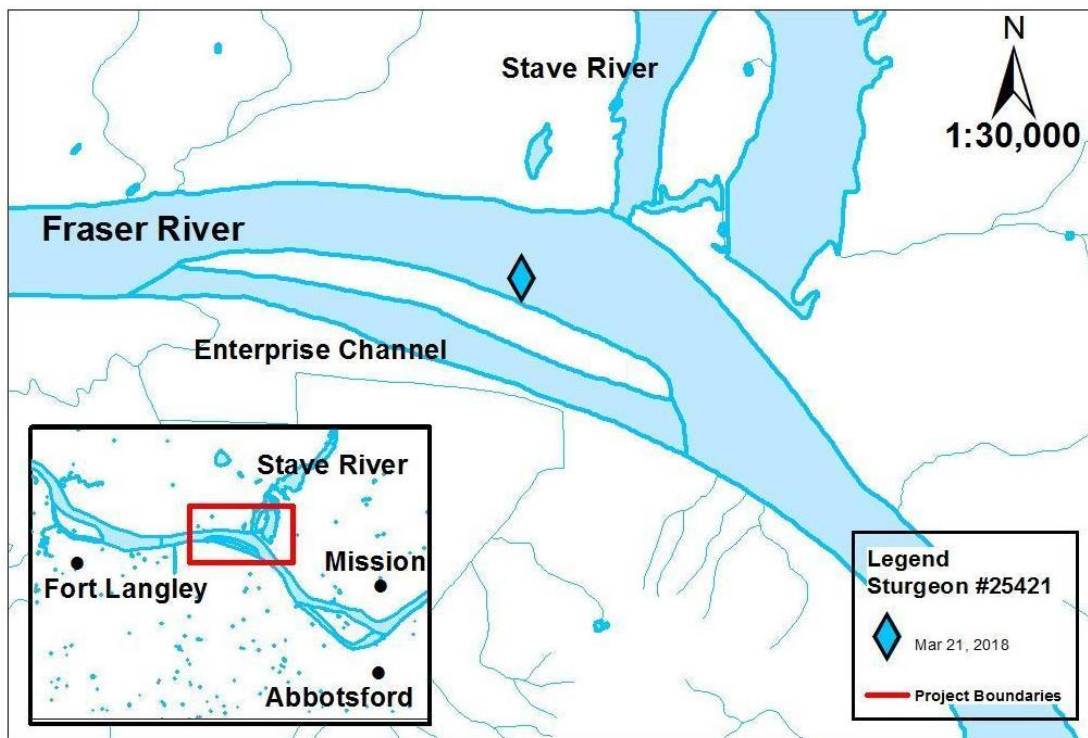 Stave River
N
1:30,000
Fraser River
Enterprise Channel
Stave River
Mission
Fort Langley
Abbotsford
Legend
Sturgeon #25421
Mar 21, 2018
Project Boundaries